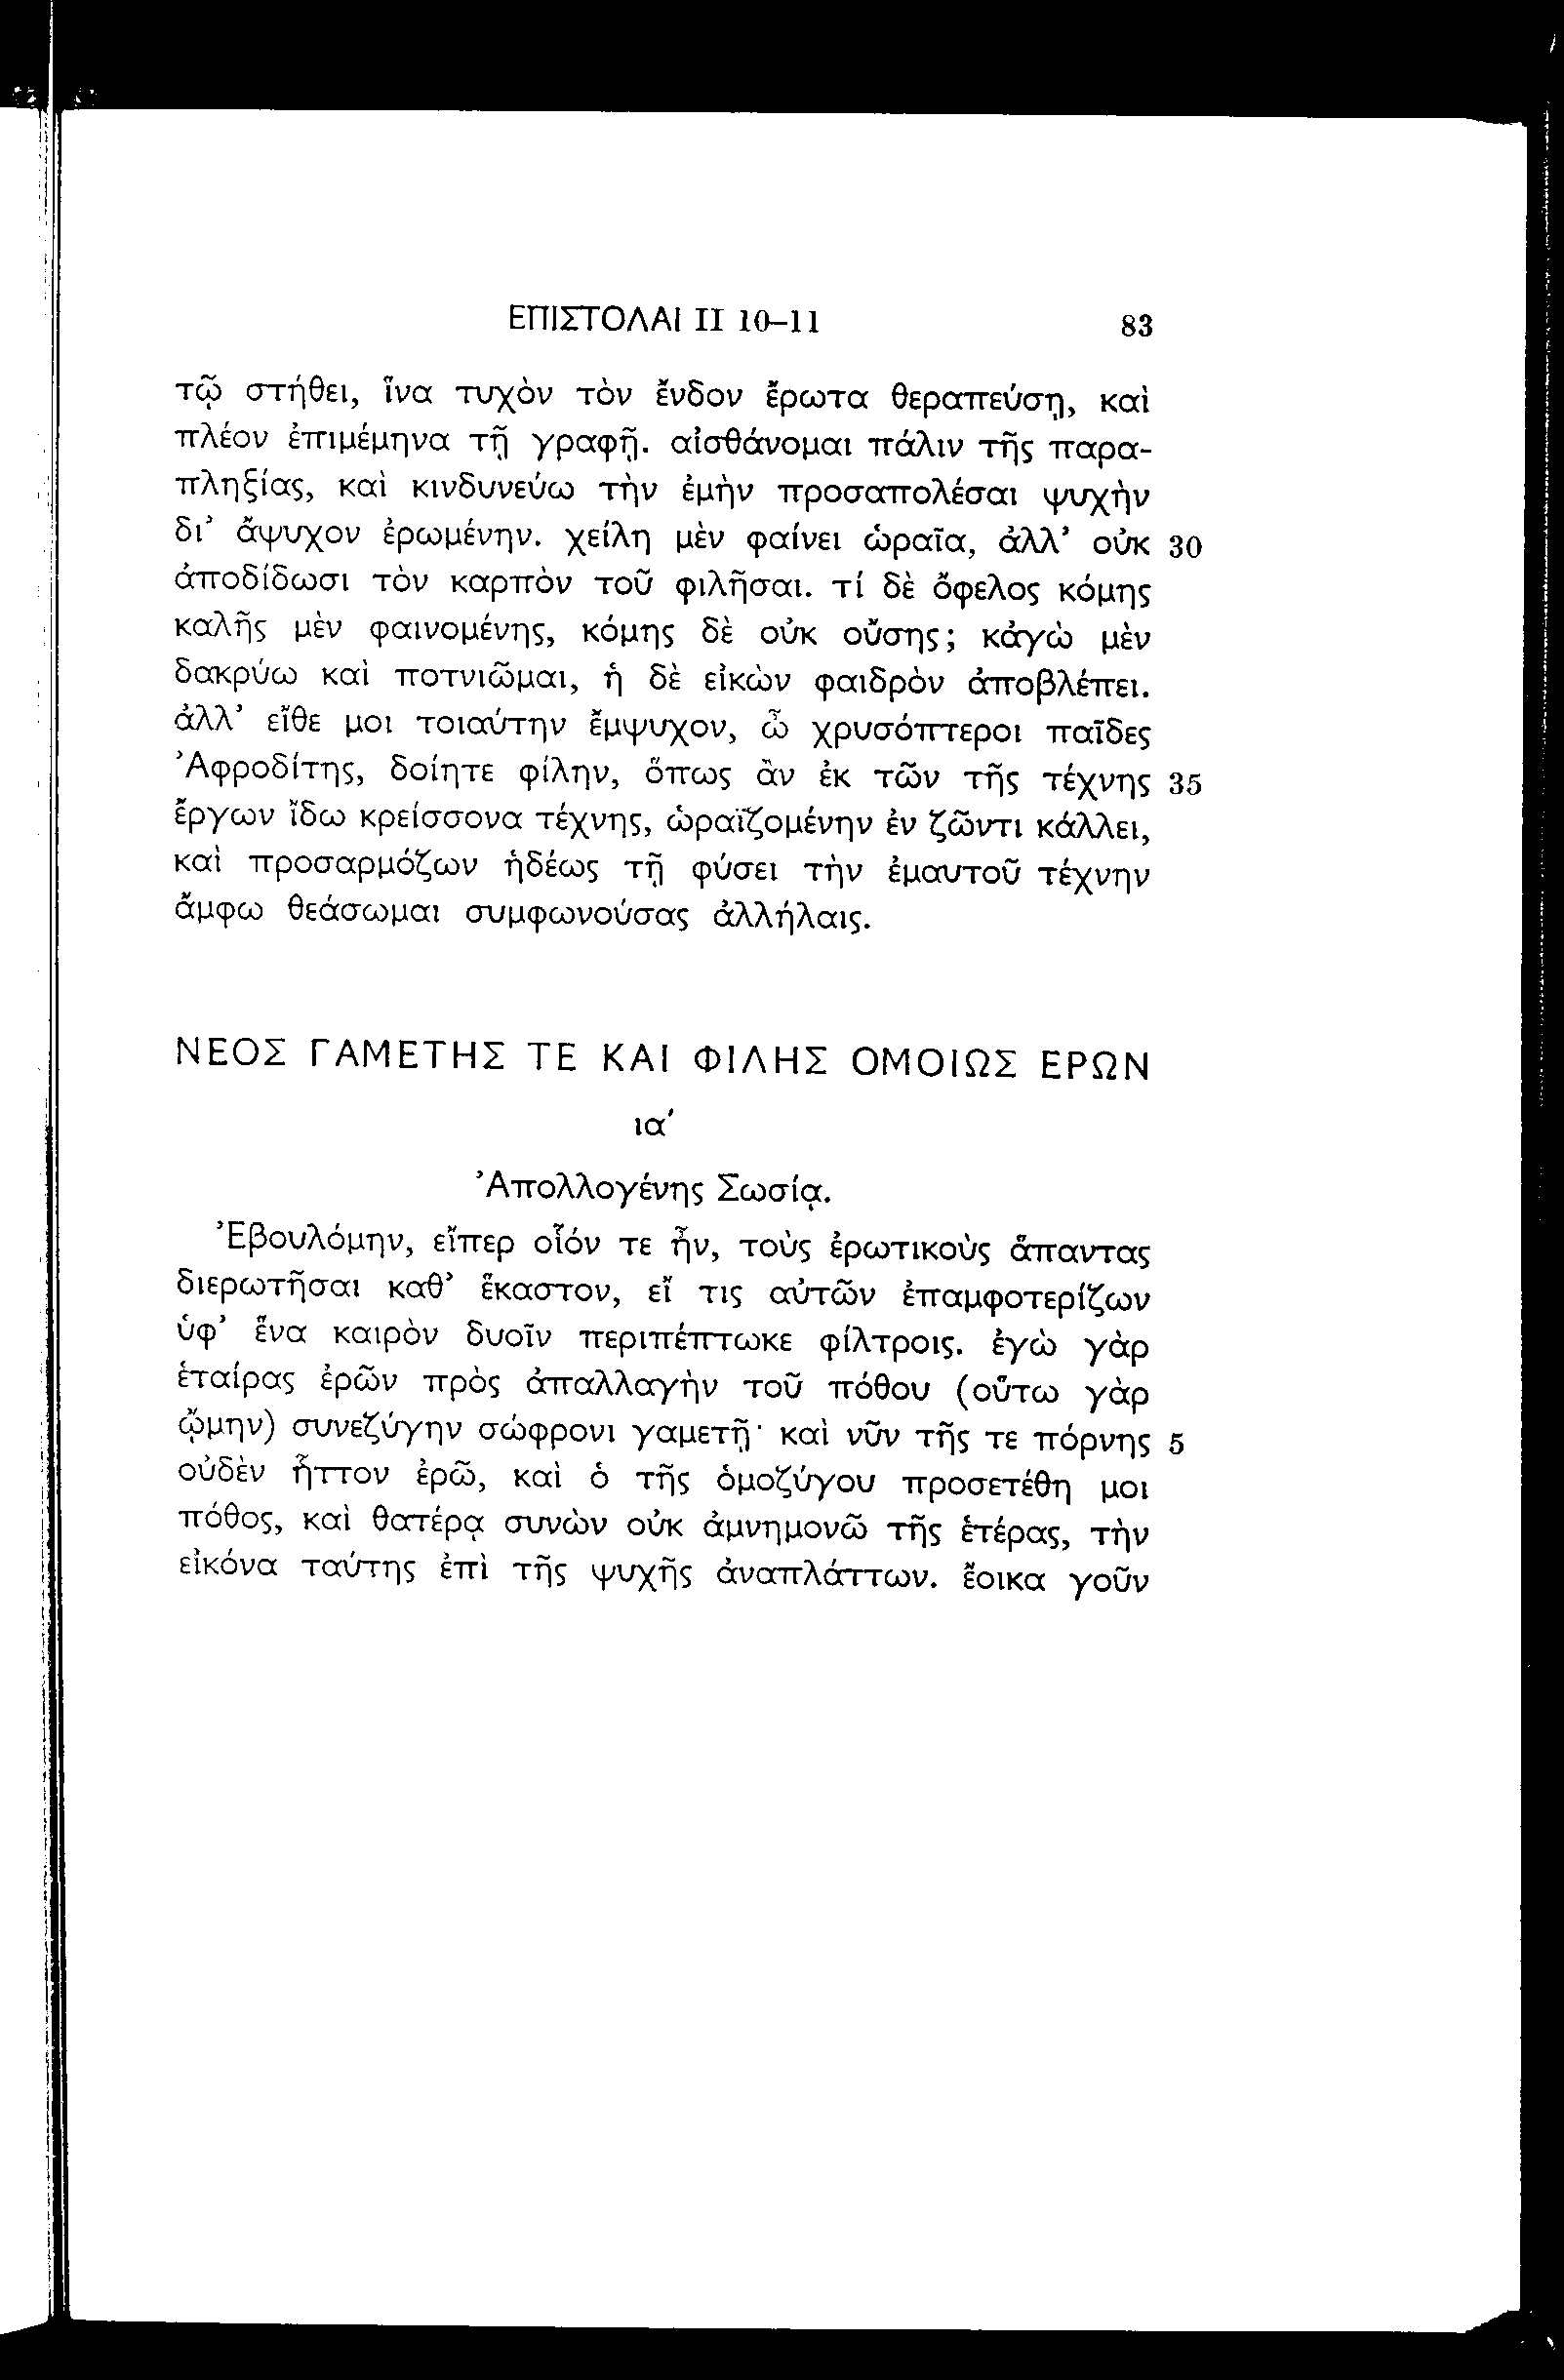 ΕΠΙΣΤΟΛΑΙ II 10–11 83
τῷ στήθει, ἵνα τυχὸν τὸν ἔνδον ἔρωτα θεραπεύσῃ, καὶ
πλέον ἐπιμέμηνα τῇ γραφῇ. αἰσθάνομαι πάλιν τῆς παρα-
πληξίας, καὶ κινδυνεύω τὴν ἐμὴν προσαπολέσαι ψυχὴν
δι’ ἄψυχον ἐρωμένην. χείλη μὲν φαίνει ὡραῖα, ἀλλ’ οὐκ 30
ἀποδίδωσι τὸν καρπὸν τοῦ φιλῆσαι. τί δὲ ὄφελος κόμης
καλῆς μὲν φαινομένης, κόμης δὲ οὐκ οὔσης; κἀγὼ μὲν
δακρύω καὶ ποτνιῶμαι, ἡ δὲ εἰκὼν φαιδρὸν ἀποβλέπει.
ἀλλ’ εἴθε μοι τοιαύτην ἔμψυχον, ὦ χρυσόπτεροι παῖδες
Ἀφροδίτης, δοίητε φίλην, ὅπως ἂν ἐκ τῶν τῆς τέχνης 35
ἔργων ἴδω κρείσσονα τέχνης, ὡραϊζομένην ἐν ζῶντι κάλλει,
καὶ προσαρμόζων ἡδέως τῇ φύσει τὴν ἐμαυτοῦ τέχνην
ἄμφω θεάσωμαι συμφωνούσας ἀλλήλαις.
ΝΕΟΣ ΓΑΜΕΤΗΣ ΤΕ ΚΑΙ ΦΙΛΗΣ ΟΜΟΙΩΣ ΕΡΩΝ
ια′
Ἀπολλογένης Σωσίᾳ.
Ἐβουλόμην, εἴπερ οἷόν τε ἦν, τοὺς ἐρωτικοὺς ἅπαντας
διερωτῆσαι καθ’ ἕκαστον, εἴ τις αὐτῶν ἐπαμφοτερίζων
ὑφ’ ἕνα καιρὸν δυοῖν περιπέπτωκε φίλτροις. ἐγὼ γὰρ
ἑταίρας ἐρῶν πρὸς ἀπαλλαγὴν τοῦ πόθου (οὕτω γὰρ
ᾤμην) συνεζύγην σώφρονι γαμετῇ· καὶ νῦν τῆς τε πόρνης 5
οὐδὲν ἧττον ἐρῶ, καὶ ὁ τῆς ὁμοζύγου προσετέθη μοι
πόθος, καὶ θατέρᾳ συνὼν οὐκ ἀμνημονῶ τῆς ἑτέρας, τὴν
εἰκόνα ταύτης ἐπὶ τῆς ψυχῆς ἀναπλάττων. ἔοικα γοῦν